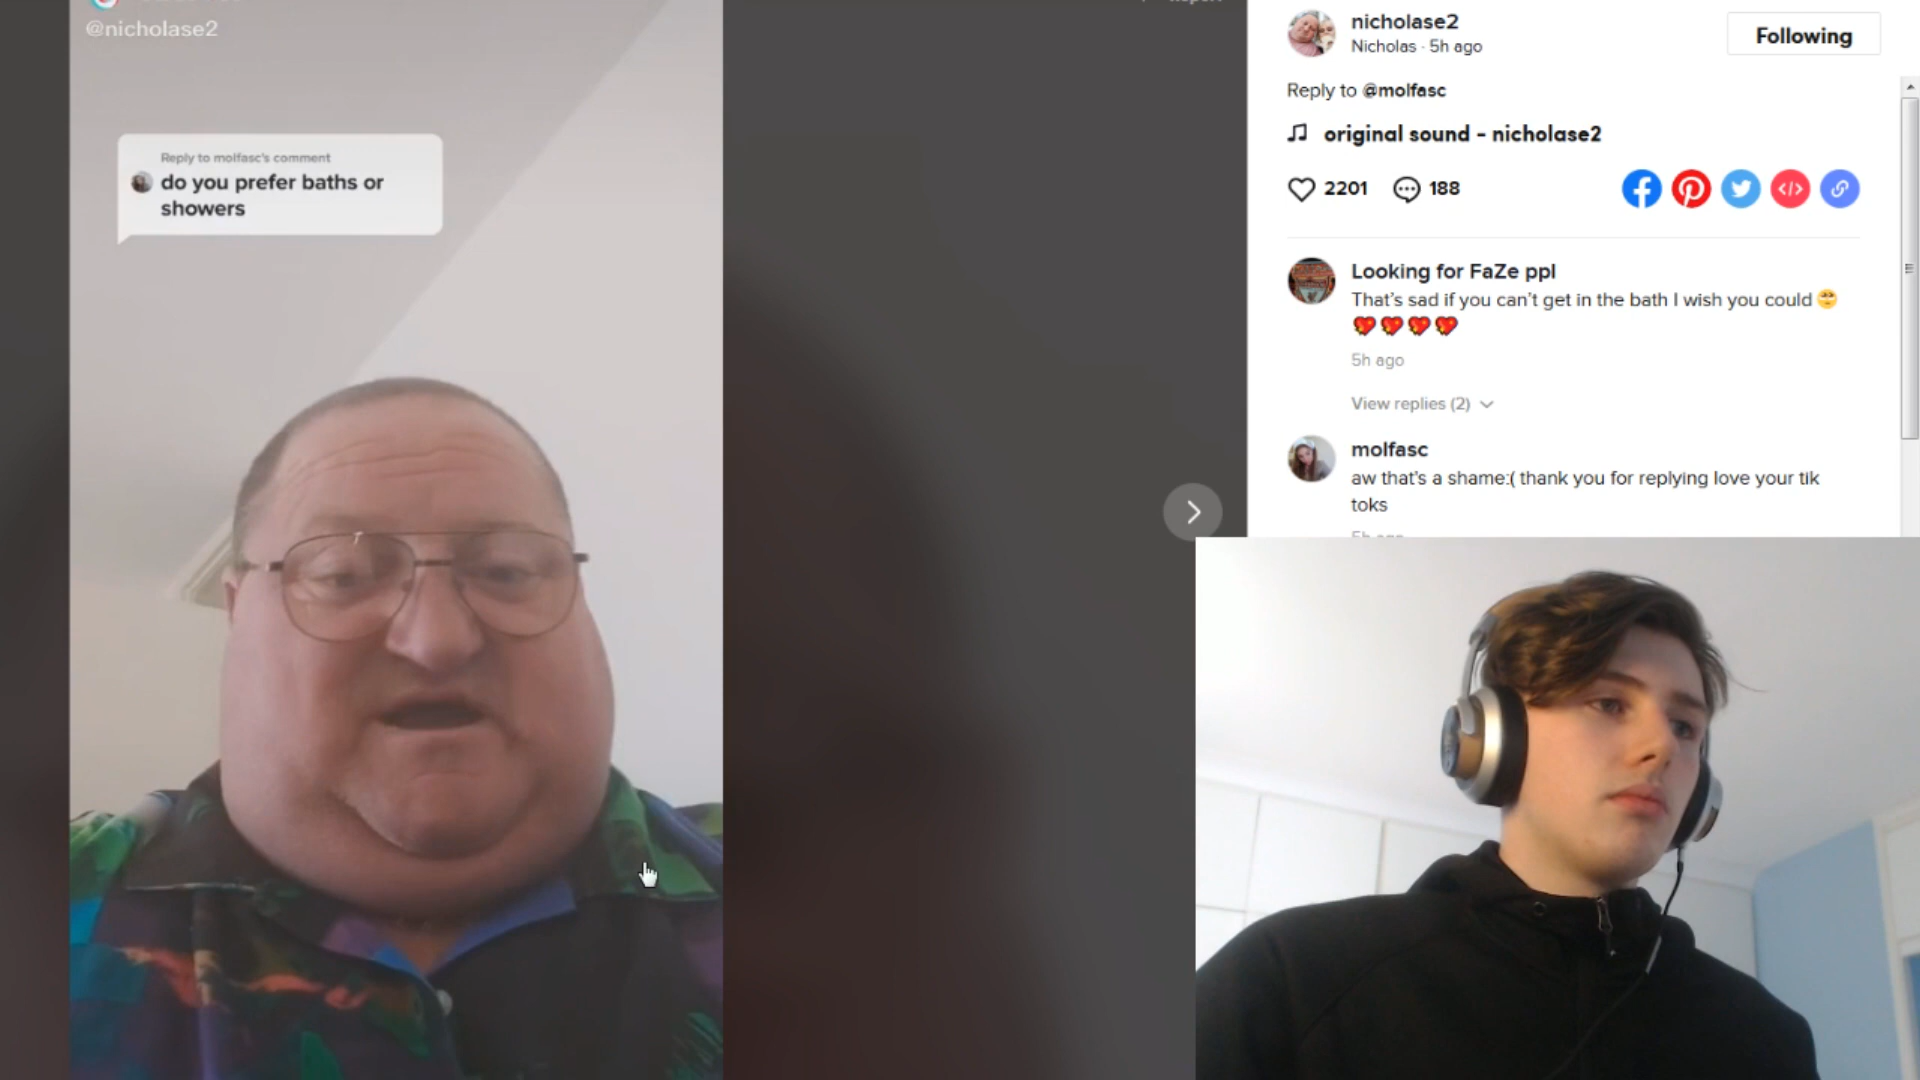 @nicholase2
Reply to molfasc's comment
do you prefer baths or
showers
nicholase2
Nicholas · 5h ago
Following
Reply to @molfasc
original sound - nicholase2
2201
188
Looking for FaZe ppl
That's sad if you can't get in the bath I wish you could 🥺
💖💖💖💖
5h ago
View replies (2)
molfasc
aw that's a shame:( thank you for replying love your tik
toks